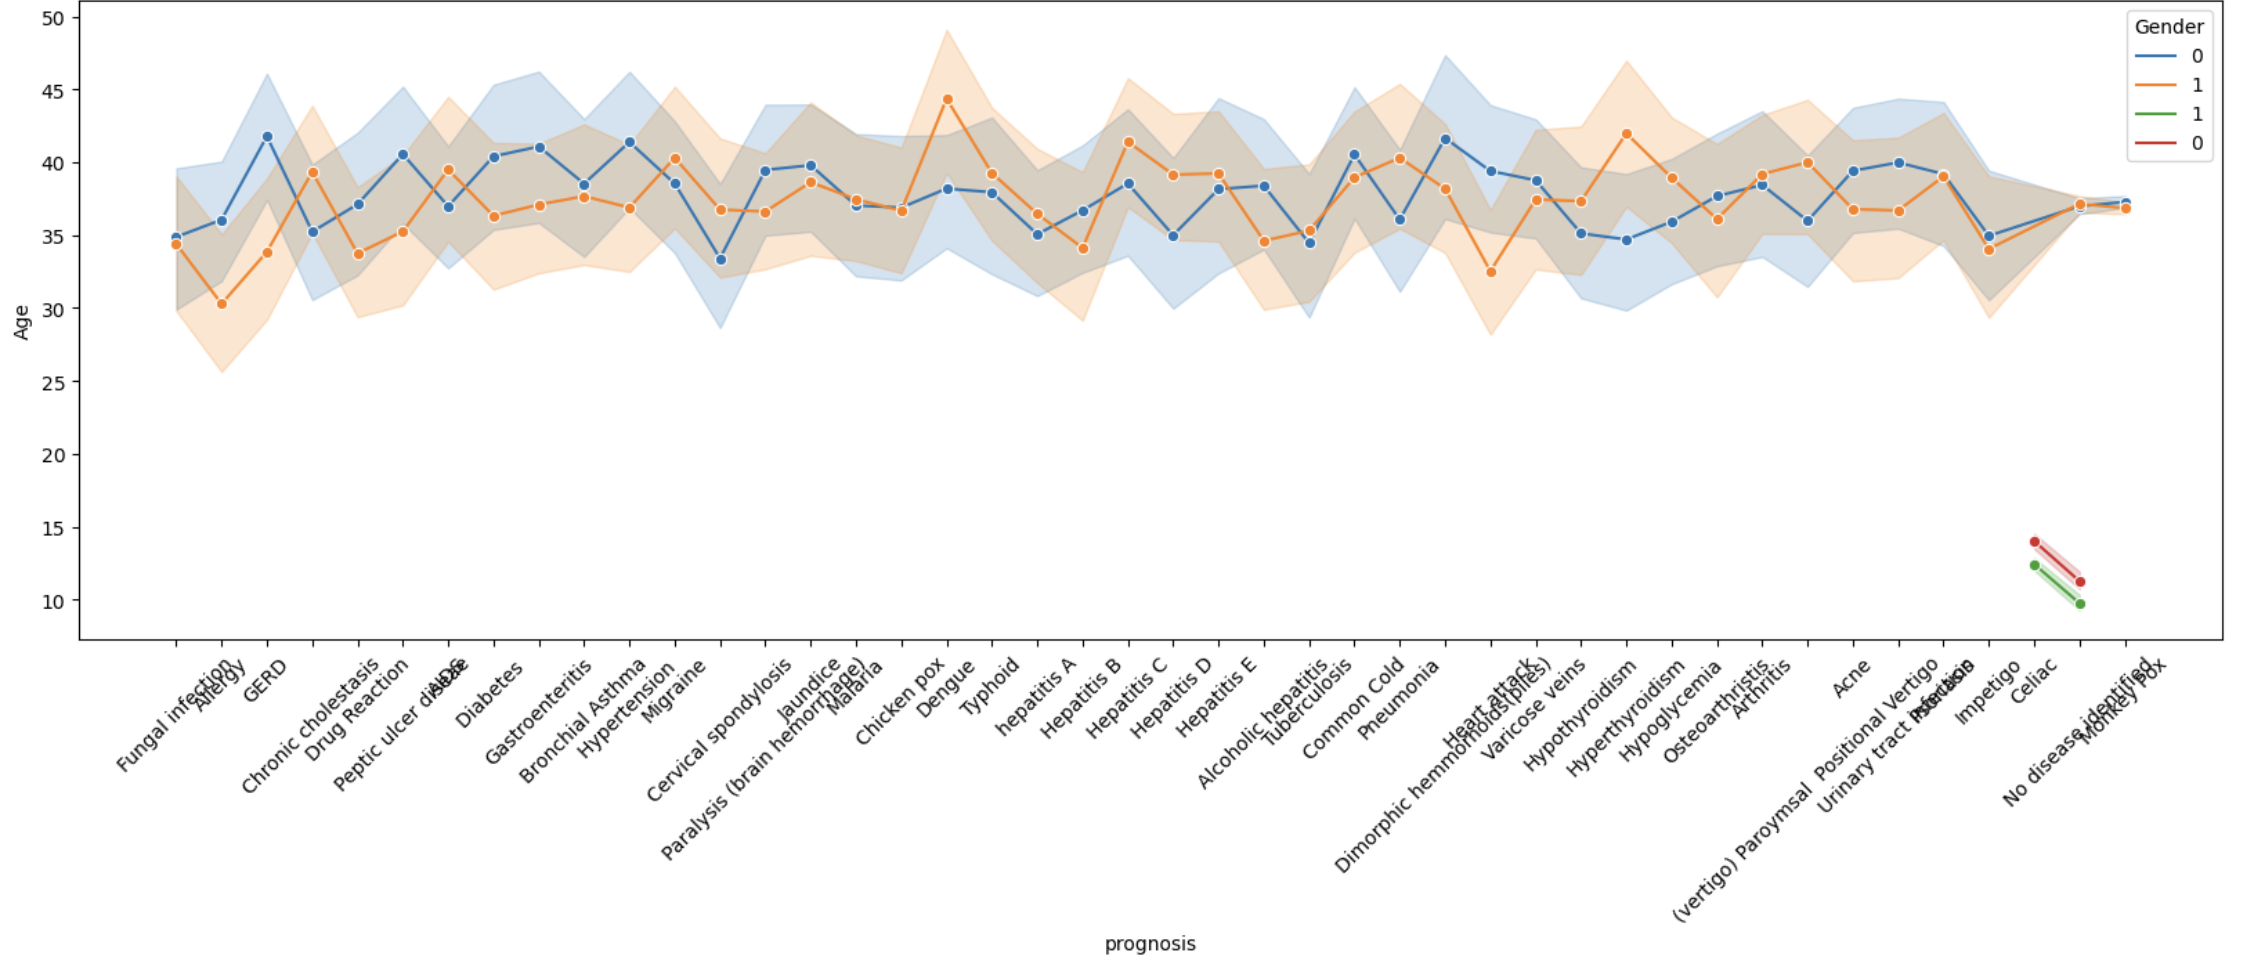 50
45
40
35
30
25
20
15
10
Age
Gender
0
1
1
0
Fungal infection
Allergy
GERD
Chronic cholestasis
Drug Reaction
Peptic ulcer diseae
AIDS
Diabetes
Gastroenteritis
Bronchial Asthma
Hypertension
Migraine
Cervical spondylosis
Paralysis (brain hemorrhage)
Jaundice
Malaria
Chicken pox
Dengue
Typhoid
hepatitis A
Hepatitis B
Hepatitis C
Hepatitis D
Hepatitis E
Alcoholic hepatitis
Tuberculosis
Common Cold
Pneumonia
Dimorphic hemmorhoids(piles)
Heart attack
Varicose veins
Hypothyroidism
Hyperthyroidism
Hypoglycemia
Osteoarthristis
Arthritis
(vertigo) Paroymsal Positional Vertigo
Acne
Urinary tract infection
Psoriasis
Impetigo
Celiac
No disease identified
Monkey Pox
prognosis